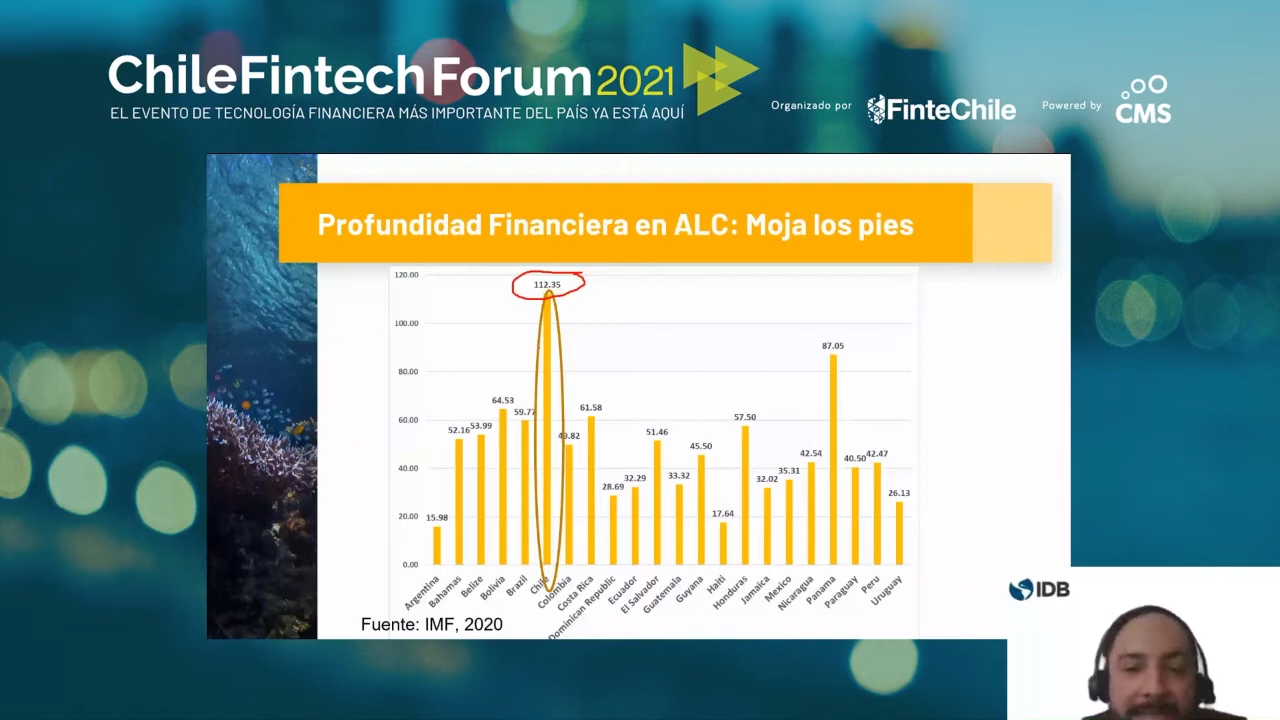 ChileFintechForum2021
EL EVENTO DE TECNOLOGÍA FINANCIERA MÁS IMPORTANTE DEL PAÍS YA ESTÁ AQUÍ
Organizado por
FinteChile
Powered by
CMS
Profundidad Financiera en ALC: Moja los pies
120.00
100.00
80.00
60.00
40.00
20.00
0.00
15.98
52.16
53.99
64.53
59.77
112.35
49.82
61.58
28.69
32.29
51.46
33.32
45.50
17.64
57.50
32.02
35.31
42.54
87.05
40.50
42.47
26.13
Argentina
Bahamas
Belize
Bolivia
Brazil
Chile
Colombia
Costa Rica
Dominican Republic
Ecuador
El Salvador
Guatemala
Guyana
Haiti
Honduras
Jamaica
Mexico
Nicaragua
Panama
Paraguay
Peru
Uruguay
Fuente: IMF, 2020
IDB